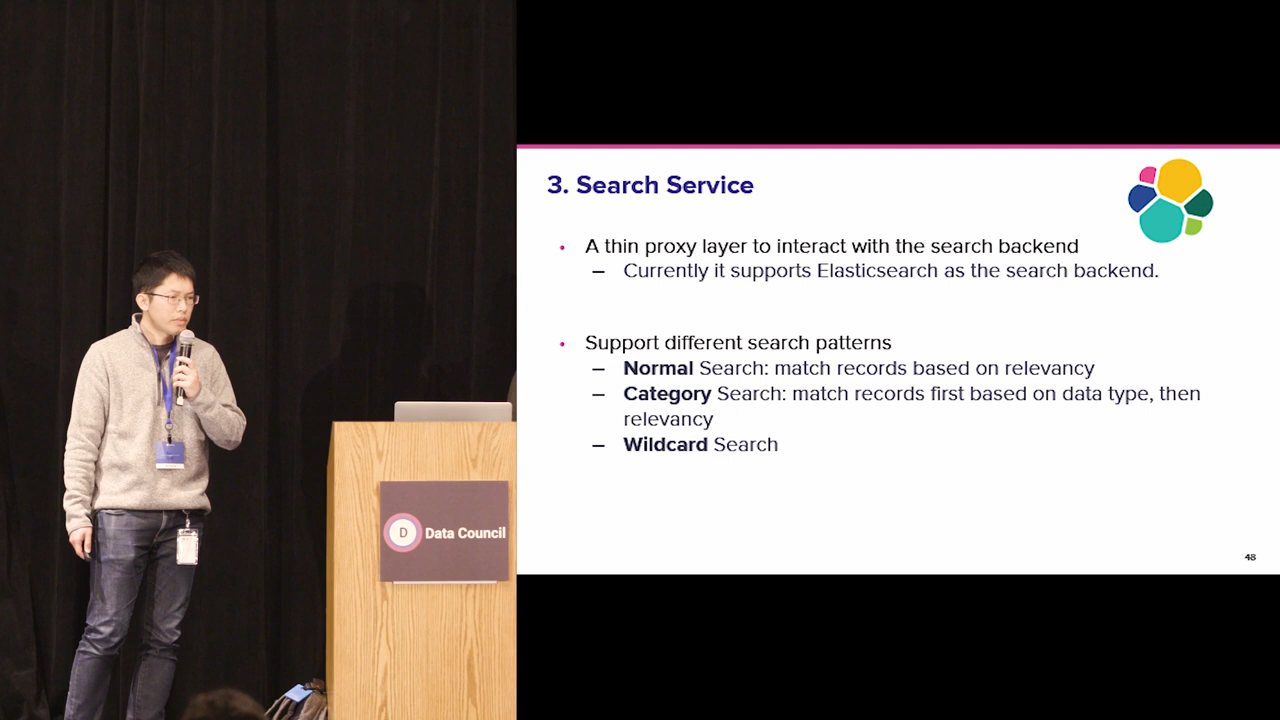 3. Search Service
• A thin proxy layer to interact with the search backend
– Currently it supports Elasticsearch as the search backend.
• Support different search patterns
– Normal Search: match records based on relevancy
– Category Search: match records first based on data type, then
relevancy
– Wildcard Search
48
D Data Council